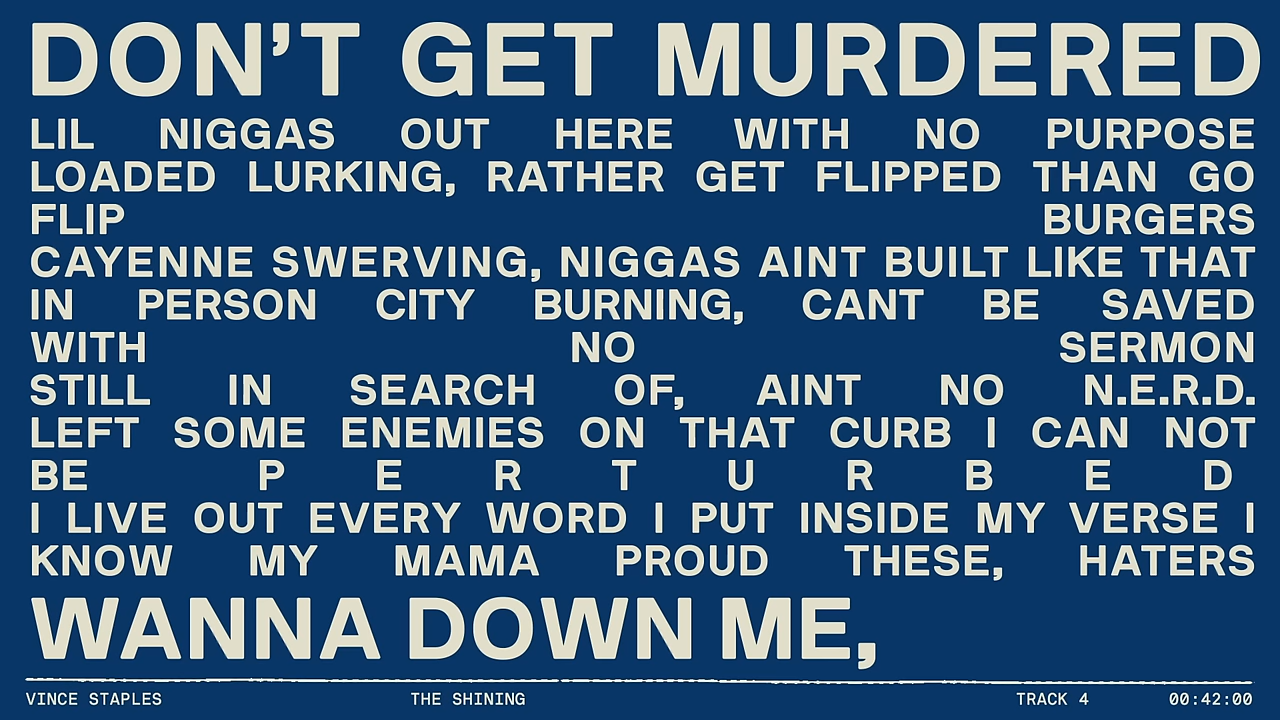 DON’T GET MURDERED
LIL NIGGAS OUT HERE WITH NO PURPOSE
LOADED LURKING, RATHER GET FLIPPED THAN GO
FLIP BURGERS
CAYENNE SWERVING, NIGGAS AINT BUILT LIKE THAT
IN PERSON CITY BURNING, CANT BE SAVED
WITH NO SERMON
STILL IN SEARCH OF, AINT NO N.E.R.D.
LEFT SOME ENEMIES ON THAT CURB I CAN NOT
BE P E R T U R B E D
I LIVE OUT EVERY WORD I PUT INSIDE MY VERSE I
KNOW MY MAMA PROUD THESE, HATERS
WANNA DOWN ME,
VINCE STAPLES THE SHINING TRACK 4 00:42:00